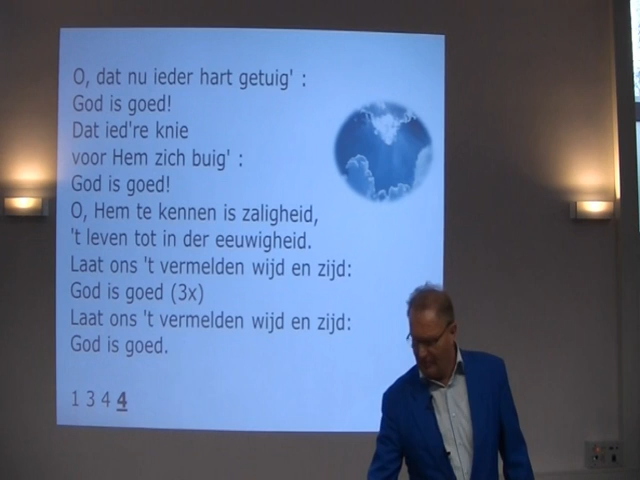 O, dat nu ieder hart getuig' :
God is goed!
Dat ied're knie
voor Hem zich buig' :
God is goed!
O, Hem te kennen is zaligheid,
't leven tot in der eeuwigheid.
Laat ons 't vermelden wijd en zijd:
God is goed (3x)
Laat ons 't vermelden wijd en zijd:
God is goed.
1 3 4 4